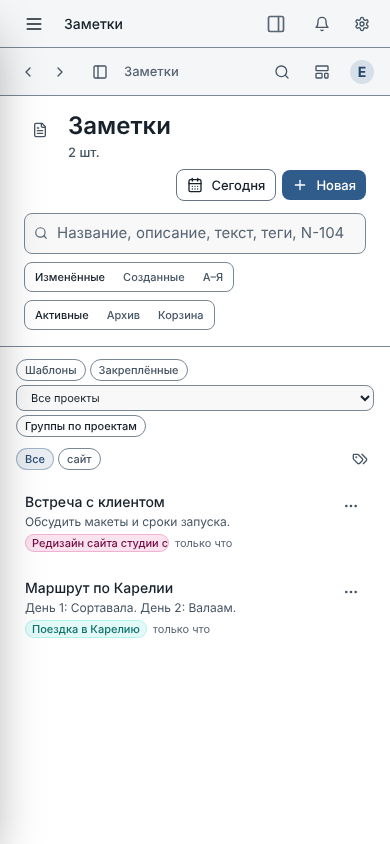 Заметки
Заметки
E
Заметки
2 шт.
Сегодня
Новая
Название, описание, текст, теги, N-104
Изменённые Созданные А–Я
Активные Архив Корзина
Шаблоны Закреплённые
Все проекты
Группы по проектам
Все сайт
Встреча с клиентом
Обсудить макеты и сроки запуска.
Редизайн сайта студии с только что
Маршрут по Карелии
День 1: Сортавала. День 2: Валаам.
Поездка в Карелию только что